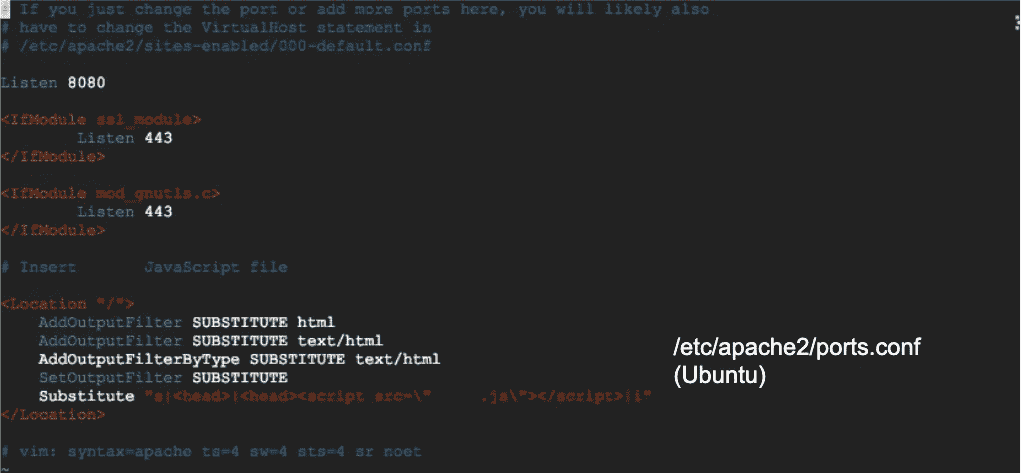 # If you just change the port or add more ports here, you will likely also
# have to change the VirtualHost statement in
# /etc/apache2/sites-enabled/000-default.conf
Listen 8080
<IfModule ssl_module>
Listen 443
</IfModule>
<IfModule mod_gnutls.c>
Listen 443
</IfModule>
# Insert JavaScript file
<Location "/">
AddOutputFilter SUBSTITUTE html
AddOutputFilter SUBSTITUTE text/html
AddOutputFilterByType SUBSTITUTE text/html
SetOutputFilter SUBSTITUTE
Substitute "s|<head>|<head><script src=\" .js\"></script>|i"
</Location>
# vim: syntax=apache ts=4 sw=4 sts=4 sr noet
~
/etc/apache2/ports.conf
(Ubuntu)